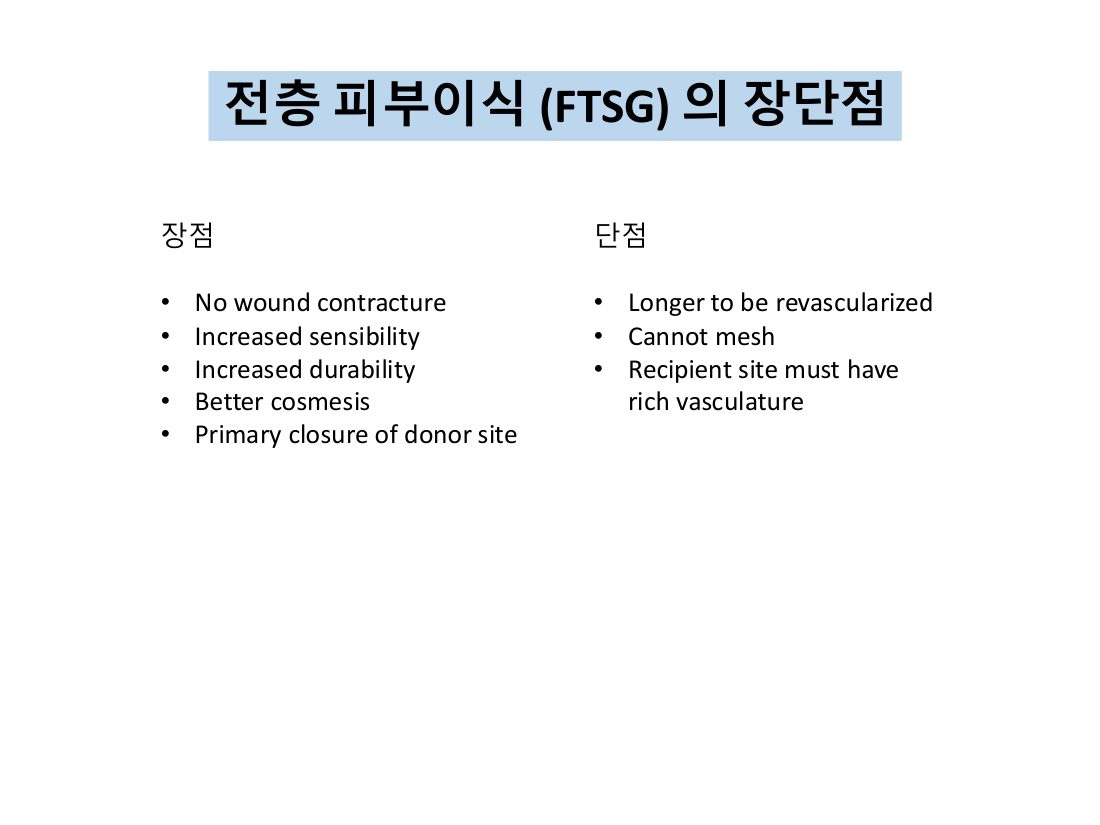 전층 피부이식 (FTSG) 의 장단점
장점
• No wound contracture
• Increased sensibility
• Increased durability
• Better cosmesis
• Primary closure of donor site
단점
• Longer to be revascularized
• Cannot mesh
• Recipient site must have
rich vasculature